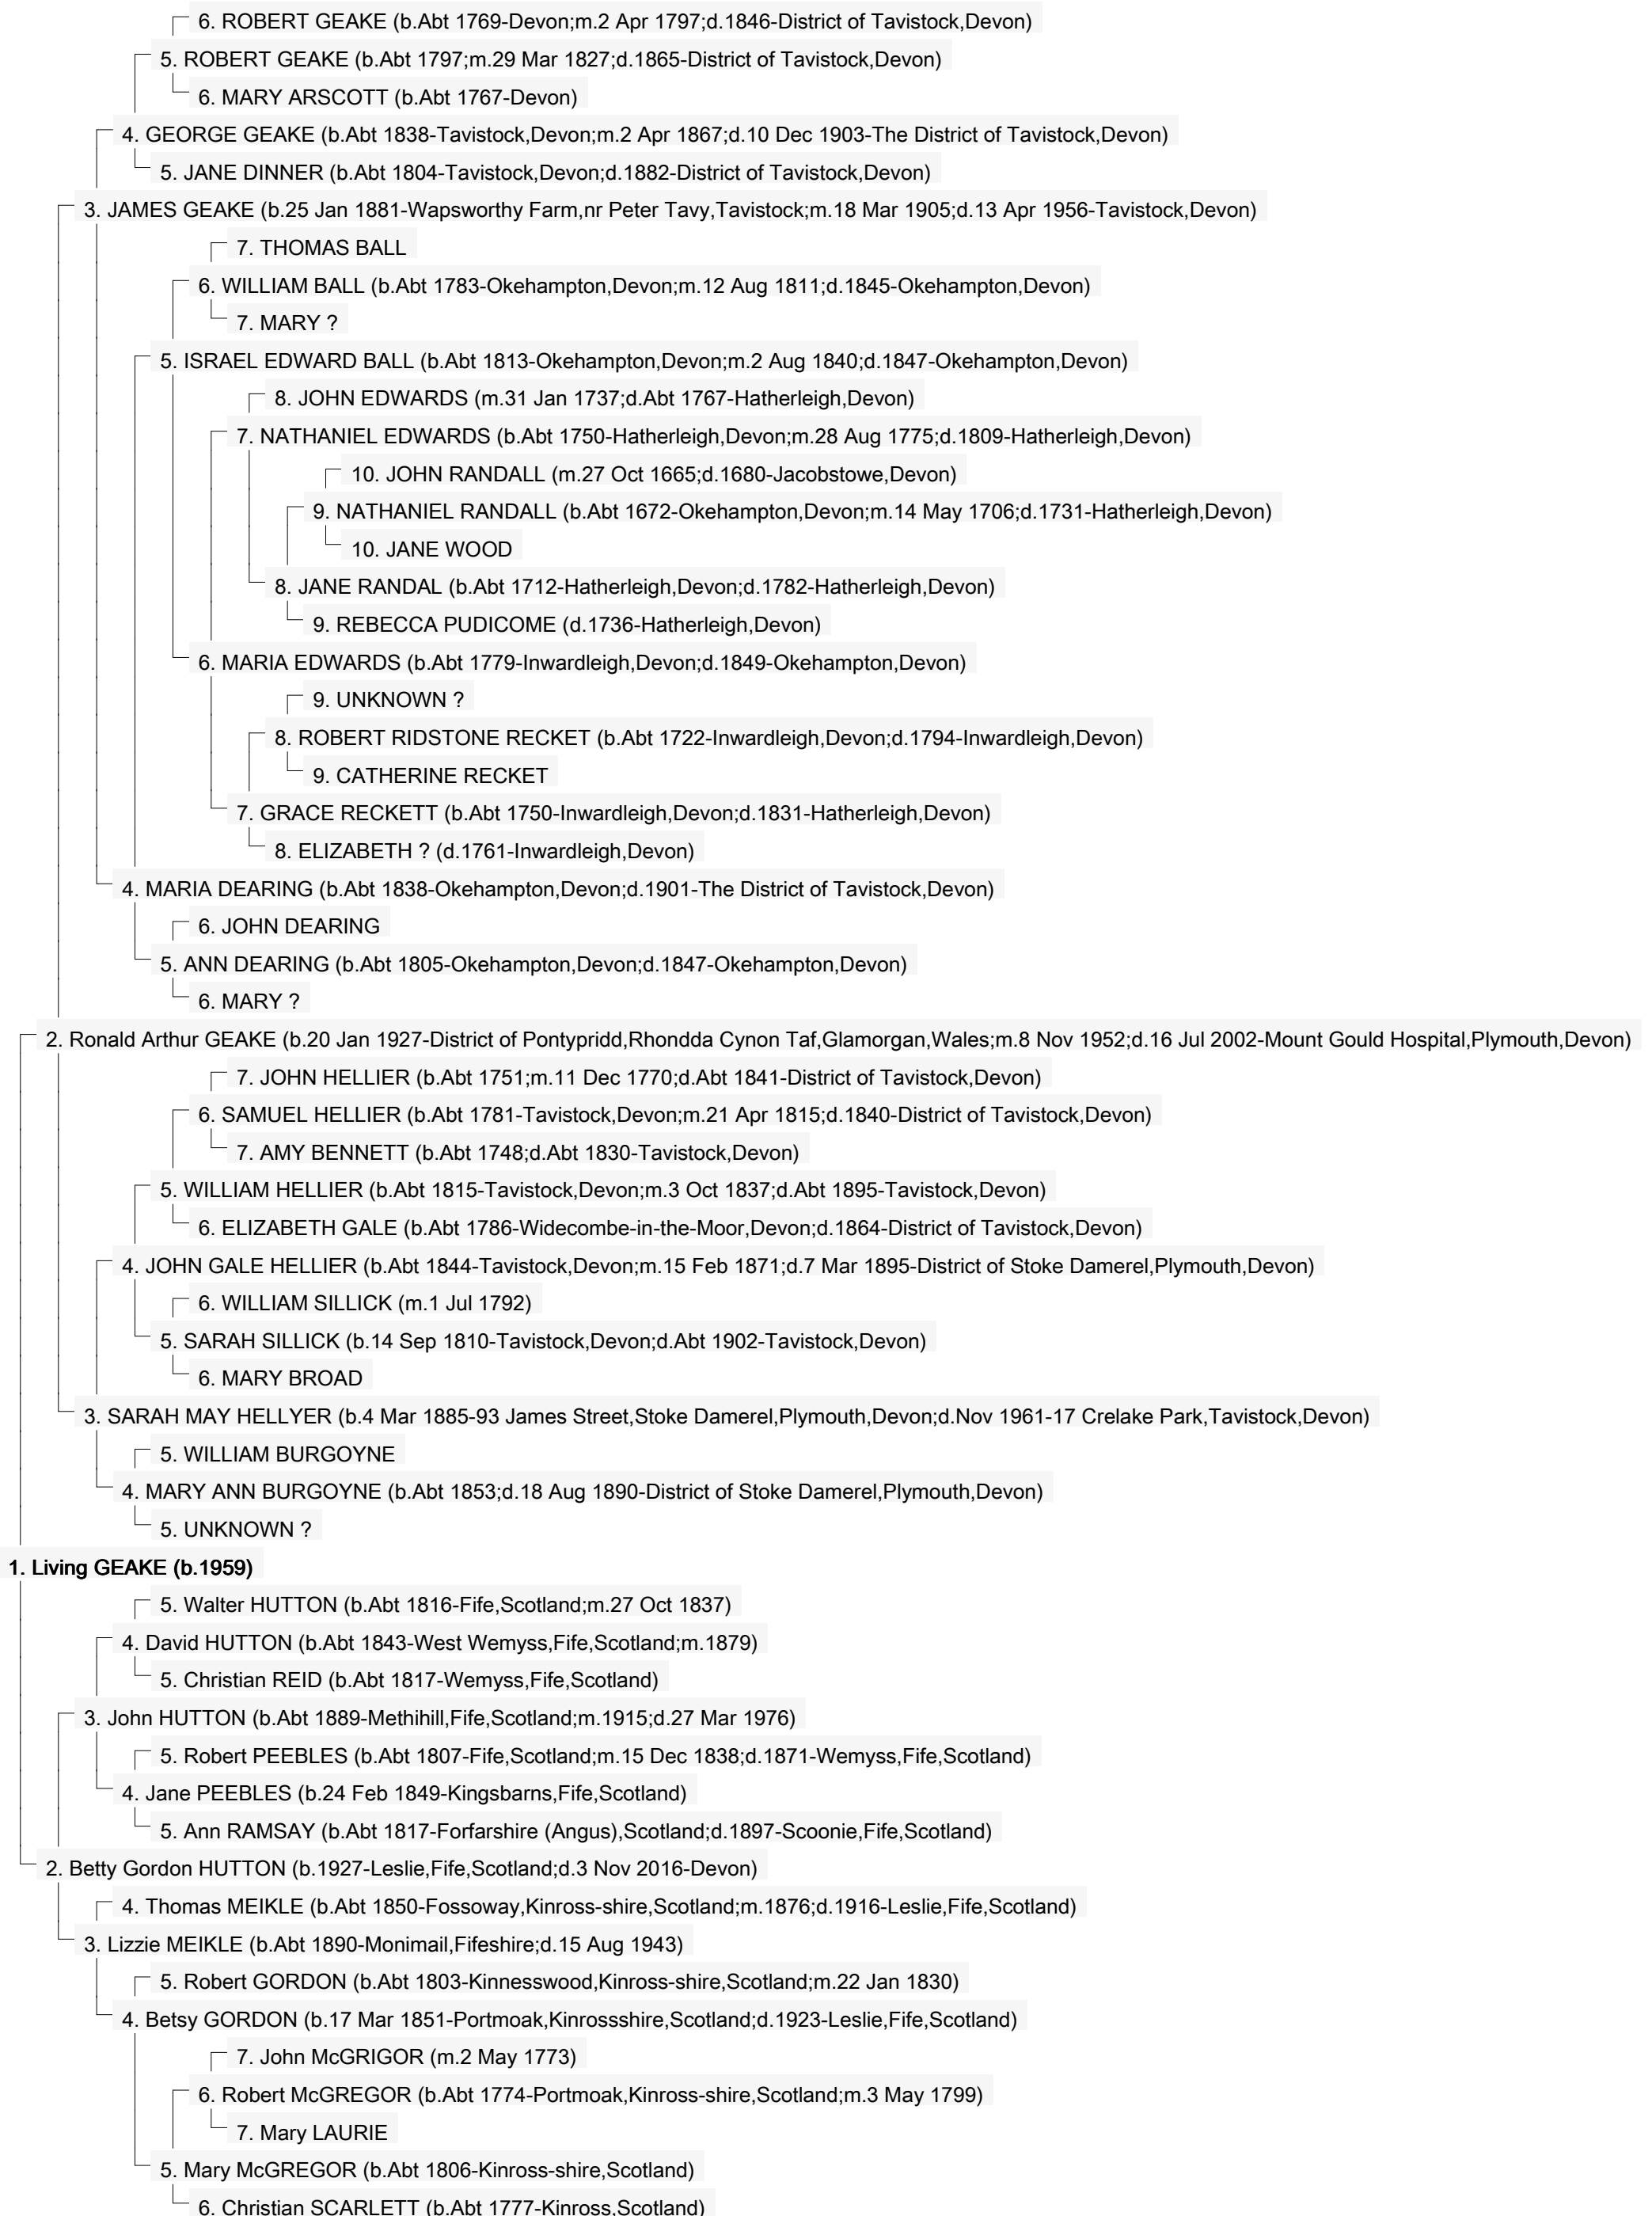 6. ROBERT GEAKE (b.Abt 1769-Devon;m.2 Apr 1797;d.1846-District of Tavistock,Devon)
5. ROBERT GEAKE (b.Abt 1797;m.29 Mar 1827;d.1865-District of Tavistock,Devon)
6. MARY ARSCOTT (b.Abt 1767-Devon)
4. GEORGE GEAKE (b.Abt 1838-Tavistock,Devon;m.2 Apr 1867;d.10 Dec 1903-The District of Tavistock,Devon)
5. JANE DINNER (b.Abt 1804-Tavistock,Devon;d.1882-District of Tavistock,Devon)
3. JAMES GEAKE (b.25 Jan 1881-Wapsworthy Farm,nr Peter Tavy,Tavistock;m.18 Mar 1905;d.13 Apr 1956-Tavistock,Devon)
7. THOMAS BALL
6. WILLIAM BALL (b.Abt 1783-Okehampton,Devon;m.12 Aug 1811;d.1845-Okehampton,Devon)
7. MARY ?
5. ISRAEL EDWARD BALL (b.Abt 1813-Okehampton,Devon;m.2 Aug 1840;d.1847-Okehampton,Devon)
8. JOHN EDWARDS (m.31 Jan 1737;d.Abt 1767-Hatherleigh,Devon)
7. NATHANIEL EDWARDS (b.Abt 1750-Hatherleigh,Devon;m.28 Aug 1775;d.1809-Hatherleigh,Devon)
10. JOHN RANDALL (m.27 Oct 1665;d.1680-Jacobstowe,Devon)
9. NATHANIEL RANDALL (b.Abt 1672-Okehampton,Devon;m.14 May 1706;d.1731-Hatherleigh,Devon)
10. JANE WOOD
8. JANE RANDAL (b.Abt 1712-Hatherleigh,Devon;d.1782-Hatherleigh,Devon)
9. REBECCA PUDICOME (d.1736-Hatherleigh,Devon)
6. MARIA EDWARDS (b.Abt 1779-Inwardleigh,Devon;d.1849-Okehampton,Devon)
9. UNKNOWN ?
8. ROBERT RIDSTONE RECKET (b.Abt 1722-Inwardleigh,Devon;d.1794-Inwardleigh,Devon)
9. CATHERINE RECKET
7. GRACE RECKETT (b.Abt 1750-Inwardleigh,Devon;d.1831-Hatherleigh,Devon)
8. ELIZABETH ? (d.1761-Inwardleigh,Devon)
4. MARIA DEARING (b.Abt 1838-Okehampton,Devon;d.1901-The District of Tavistock,Devon)
6. JOHN DEARING
5. ANN DEARING (b.Abt 1805-Okehampton,Devon;d.1847-Okehampton,Devon)
6. MARY ?
2. Ronald Arthur GEAKE (b.20 Jan 1927-District of Pontypridd,Rhondda Cynon Taf,Glamorgan,Wales;m.8 Nov 1952;d.16 Jul 2002-Mount Gould Hospital,Plymouth,Devon)
7. JOHN HELLIER (b.Abt 1751;m.11 Dec 1770;d.Abt 1841-District of Tavistock,Devon)
6. SAMUEL HELLIER (b.Abt 1781-Tavistock,Devon;m.21 Apr 1815;d.1840-District of Tavistock,Devon)
7. AMY BENNETT (b.Abt 1748;d.Abt 1830-Tavistock,Devon)
5. WILLIAM HELLIER (b.Abt 1815-Tavistock,Devon;m.3 Oct 1837;d.Abt 1895-Tavistock,Devon)
6. ELIZABETH GALE (b.Abt 1786-Widecombe-in-the-Moor,Devon;d.1864-District of Tavistock,Devon)
4. JOHN GALE HELLIER (b.Abt 1844-Tavistock,Devon;m.15 Feb 1871;d.7 Mar 1895-District of Stoke Damerel,Plymouth,Devon)
6. WILLIAM SILLICK (m.1 Jul 1792)
5. SARAH SILLICK (b.14 Sep 1810-Tavistock,Devon;d.Abt 1902-Tavistock,Devon)
6. MARY BROAD
3. SARAH MAY HELLYER (b.4 Mar 1885-93 James Street,Stoke Damerel,Plymouth,Devon;d.Nov 1961-17 Crelake Park,Tavistock,Devon)
5. WILLIAM BURGOYNE
4. MARY ANN BURGOYNE (b.Abt 1853;d.18 Aug 1890-District of Stoke Damerel,Plymouth,Devon)
5. UNKNOWN ?
1. Living GEAKE (b.1959)
5. Walter HUTTON (b.Abt 1816-Fife,Scotland;m.27 Oct 1837)
4. David HUTTON (b.Abt 1843-West Wemyss,Fife,Scotland;m.1879)
5. Christian REID (b.Abt 1817-Wemyss,Fife,Scotland)
3. John HUTTON (b.Abt 1889-Methihill,Fife,Scotland;m.1915;d.27 Mar 1976)
5. Robert PEEBLES (b.Abt 1807-Fife,Scotland;m.15 Dec 1838;d.1871-Wemyss,Fife,Scotland)
4. Jane PEEBLES (b.24 Feb 1849-Kingsbarns,Fife,Scotland)
5. Ann RAMSAY (b.Abt 1817-Forfarshire (Angus),Scotland;d.1897-Scoonie,Fife,Scotland)
2. Betty Gordon HUTTON (b.1927-Leslie,Fife,Scotland;d.3 Nov 2016-Devon)
4. Thomas MEIKLE (b.Abt 1850-Fossoway,Kinross-shire,Scotland;m.1876;d.1916-Leslie,Fife,Scotland)
3. Lizzie MEIKLE (b.Abt 1890-Monimail,Fifeshire;d.15 Aug 1943)
5. Robert GORDON (b.Abt 1803-Kinnesswood,Kinross-shire,Scotland;m.22 Jan 1830)
4. Betsy GORDON (b.17 Mar 1851-Portmoak,Kinrossshire,Scotland;d.1923-Leslie,Fife,Scotland)
7. John McGRIGOR (m.2 May 1773)
6. Robert McGREGOR (b.Abt 1774-Portmoak,Kinross-shire,Scotland;m.3 May 1799)
7. Mary LAURIE
5. Mary McGREGOR (b.Abt 1806-Kinross-shire,Scotland)
6. Christian SCARLETT (b.Abt 1777-Kinross,Scotland)